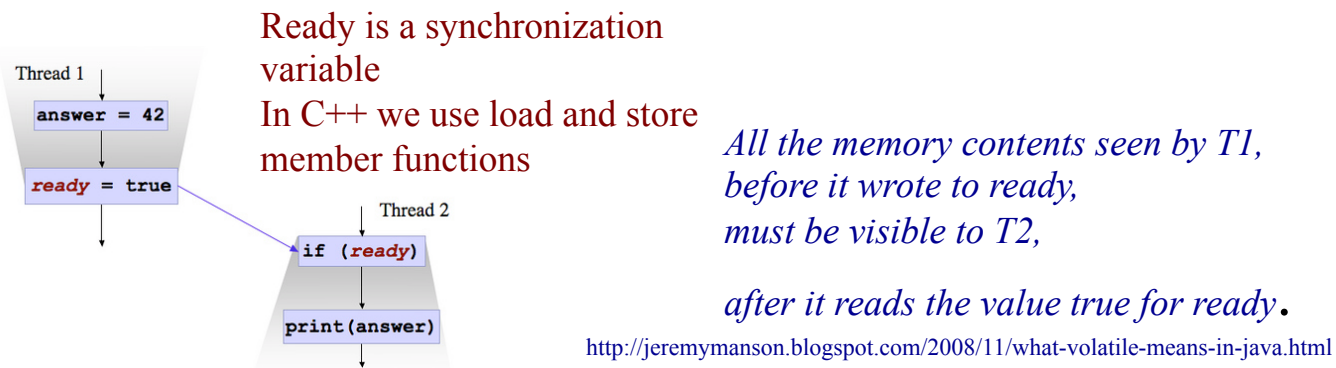 Ready is a synchronization
variable
In C++ we use load and store
member functions
Thread 1
answer = 42
ready = true
Thread 2
if (ready)
print(answer)
All the memory contents seen by T1,
before it wrote to ready,
must be visible to T2,
after it reads the value true for ready.
http://jeremymanson.blogspot.com/2008/11/what-volatile-means-in-java.html